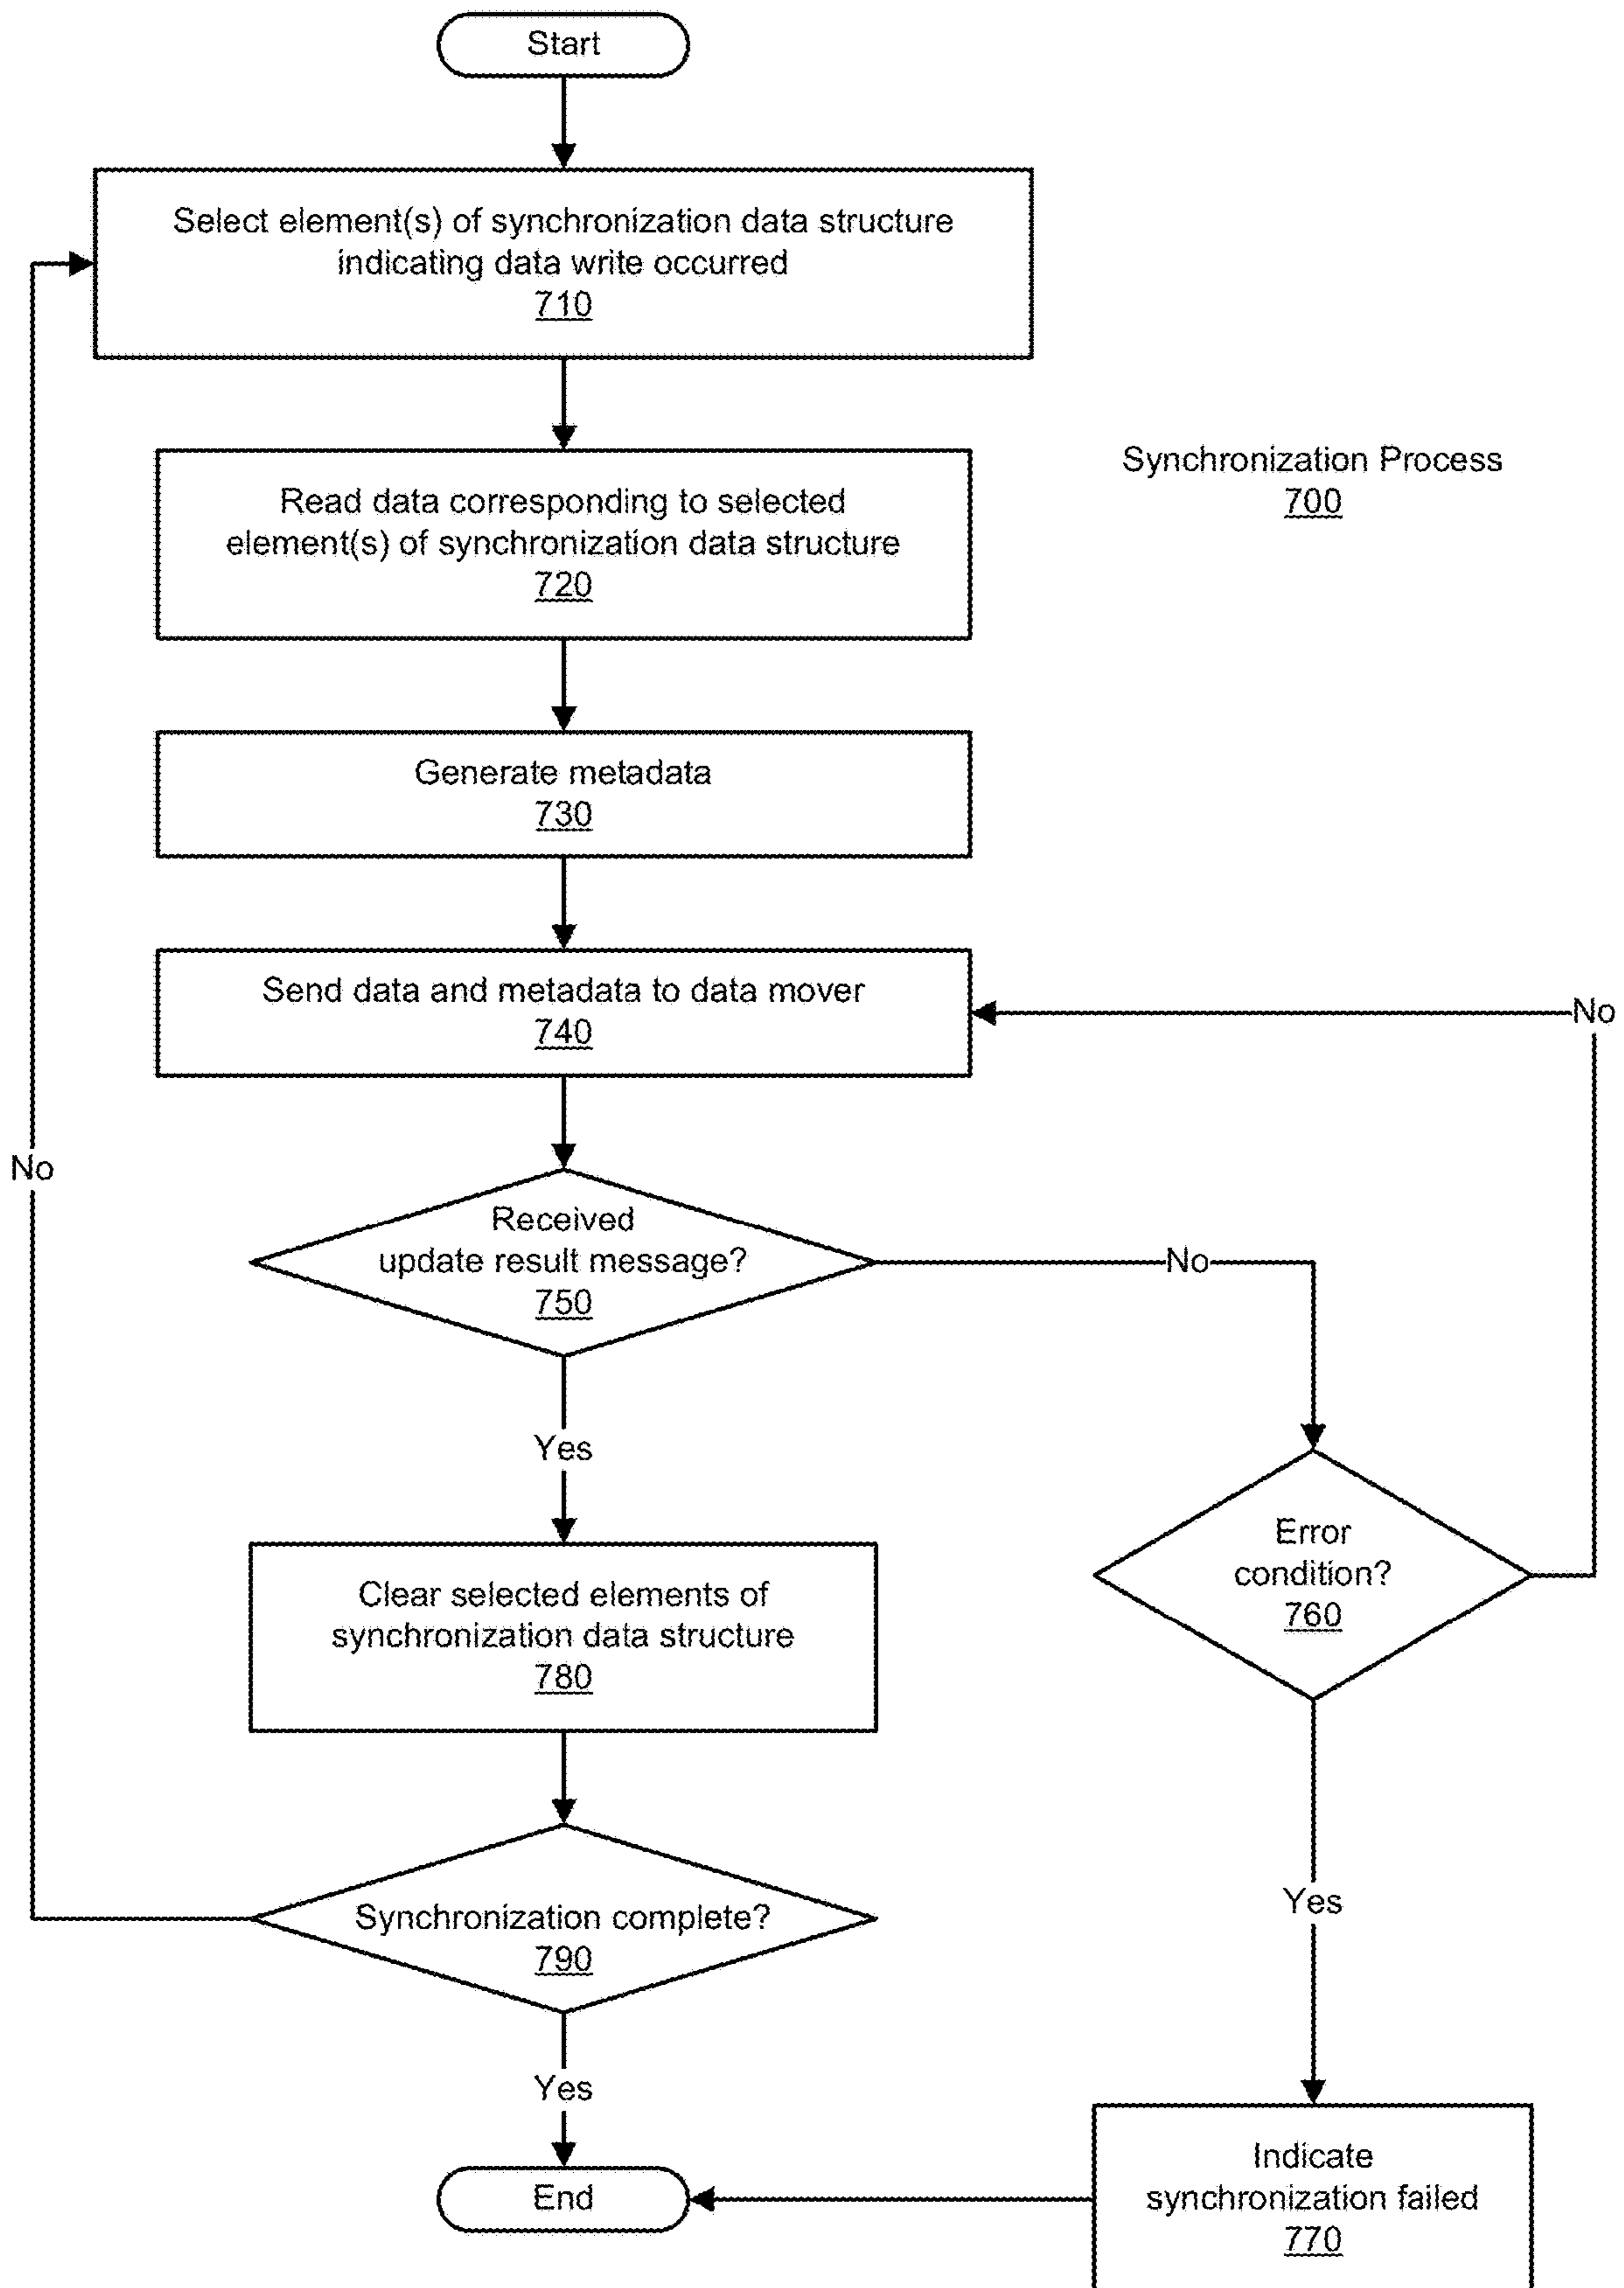 Start
Select element(s) of synchronization data structure
indicating data write occurred
710
Read data corresponding to selected
element(s) of synchronization data structure
720
Synchronization Process
700
Generate metadata
730
Send data and metadata to data mover
740
No
No
Received
update result message?
750
No
Yes
Error
condition?
760
Clear selected elements of
synchronization data structure
780
Yes
Synchronization complete?
790
Yes
Indicate
synchronization failed
770
End